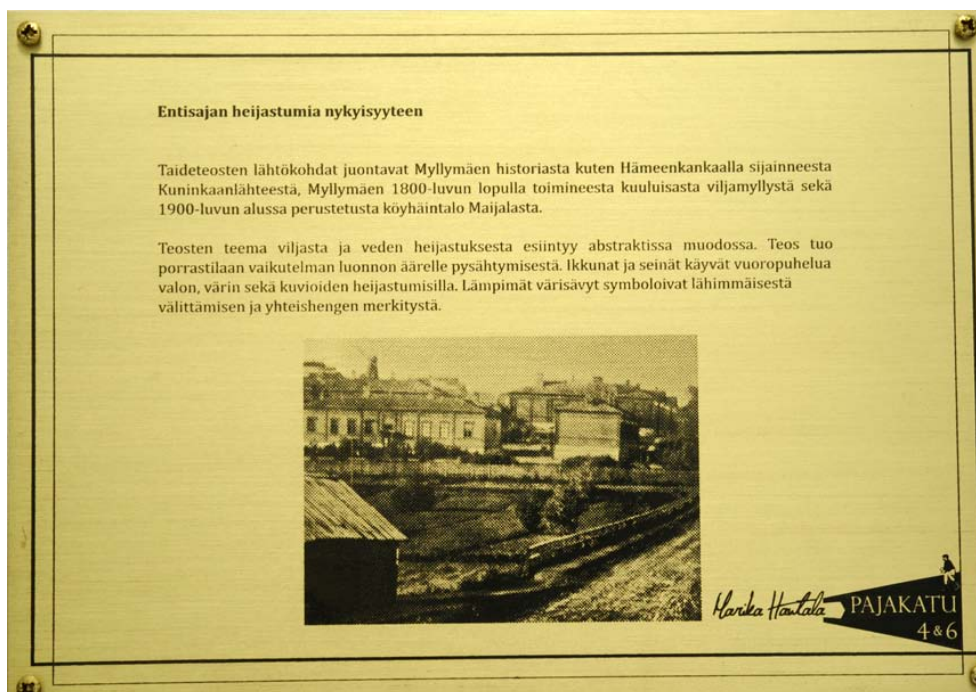 Entisajan heijastumia nykyisyyteen
Taideteosten lähtökohdat juontavat Myllymäen historiasta kuten Hämeenkankaalla sijainneesta
Kuninkaanlähteestä, Myllymäen 1800-luvun lopulla toimineesta kuuluisasta viljamyllystä sekä
1900-luvun alussa perustetusta köyhäintalo Maijalasta.
Teosten teema viljasta ja veden heijastuksesta esiintyy abstraktissa muodossa. Teos tuo
porrastilaan vaikutelman luonnon äärelle pysähtymisestä. Ikkunat ja seinät käyvät vuoropuhelua
valon, värin sekä kuvioiden heijastumisilla. Lämpimät värisävyt symboloivat lähimmäisestä
välittämisen ja yhteishengen merkitystä.
Marika Hautala
PAJAKATU
4 & 6